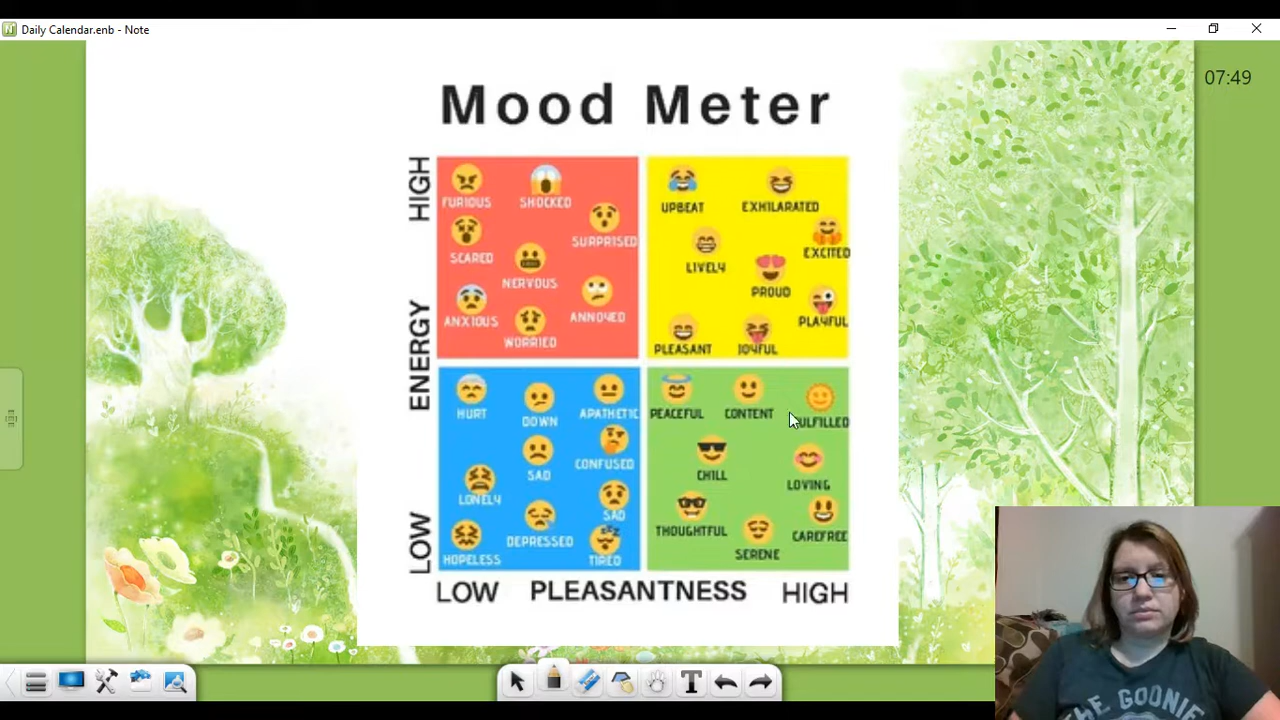 Daily Calendar.enb - Note
07:49
Mood Meter
HIGH
ENERGY
LOW
FURIOUS
SHOCKED
SURPRISED
SCARED
NERVOUS
ANXIOUS
ANNOYED
WORRIED
UPBEAT
EXHILARATED
EXCITED
LIVELY
PROUD
PLAYFUL
PLEASANT
JOYFUL
HURT
DOWN
APATHETIC
CONFUSED
SAD
LONELY
SAD
DEPRESSED
HOPELESS
TIRED
PEACEFUL
CONTENT
FULFILLED
CHILL
LOVING
THOUGHTFUL
SERENE
CAREFREE
LOW PLEASANTNESS HIGH
THE GOONIE
T